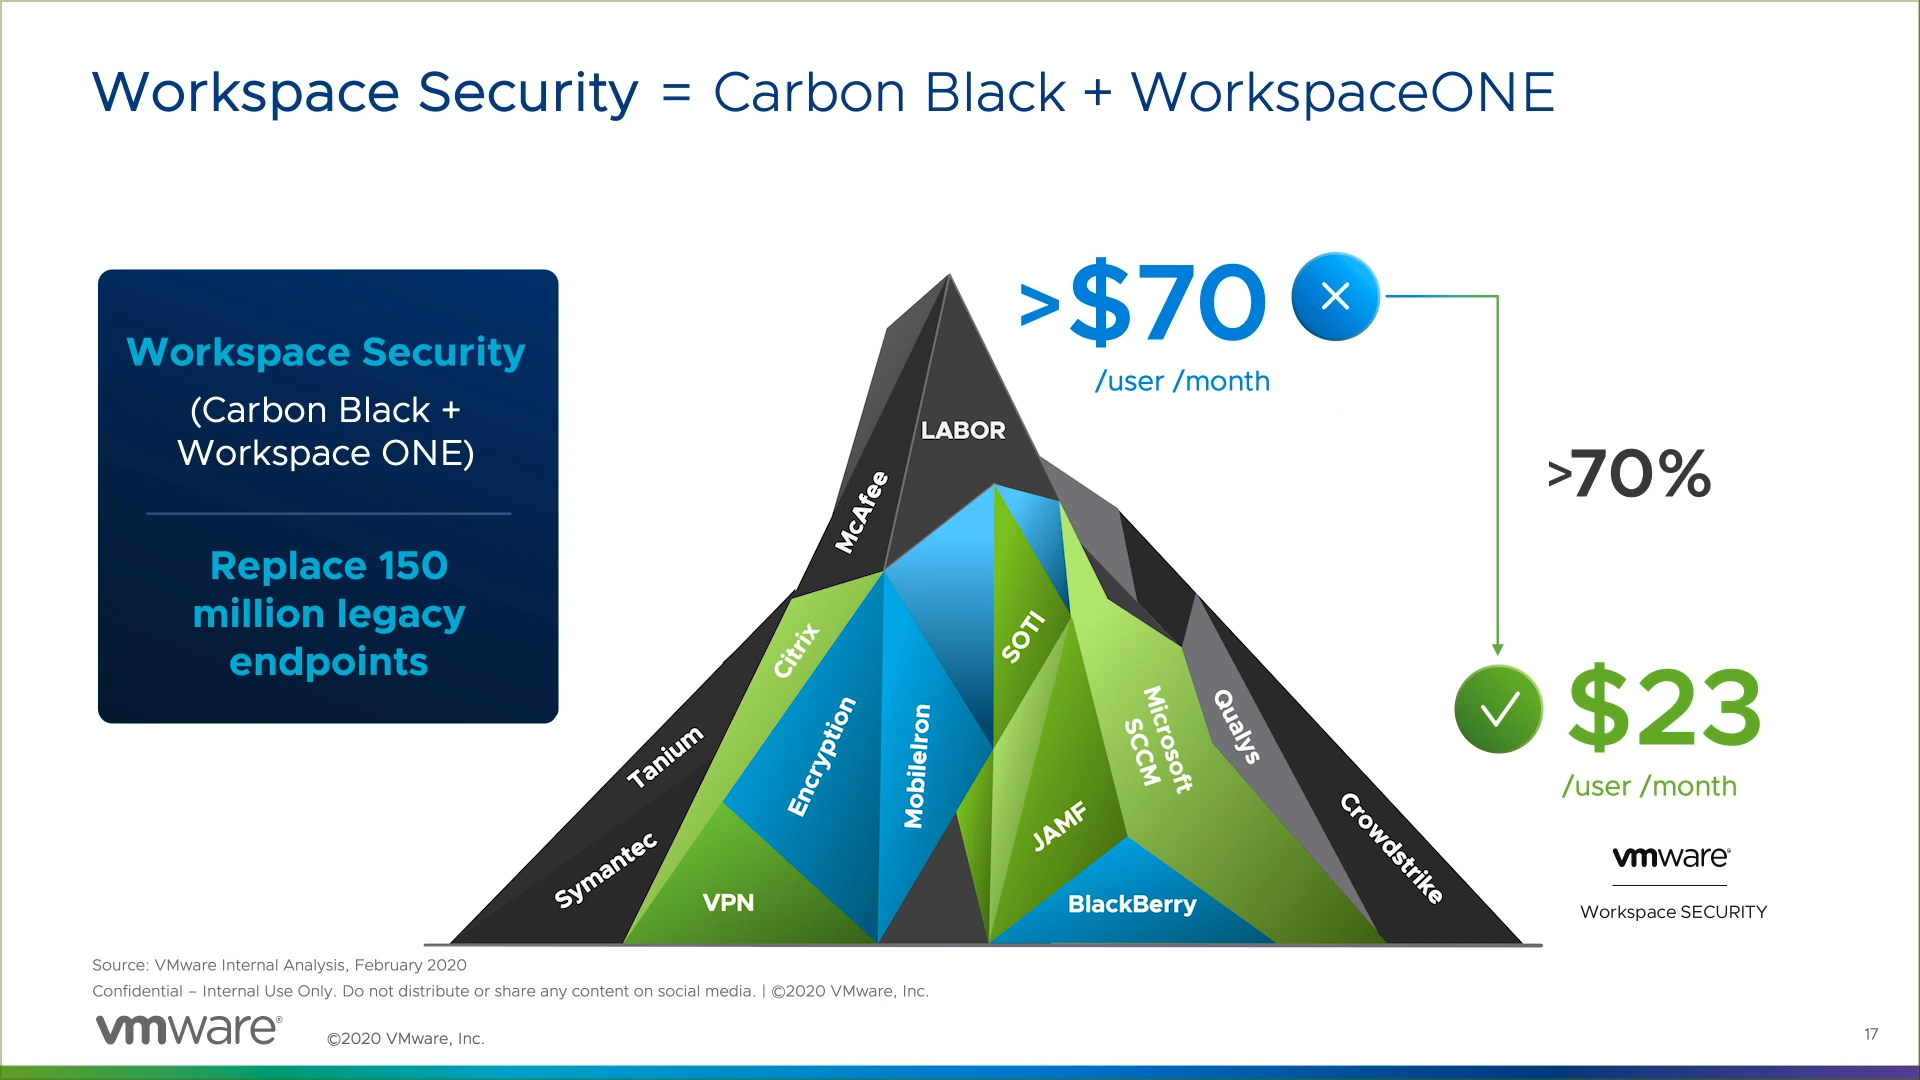 Workspace Security = Carbon Black + WorkspaceONE
Workspace Security
(Carbon Black +
Workspace ONE)
Replace 150
million legacy
endpoints
>$70
/user /month
LABOR
McAfee
Citrix
SOTI
Encryption
MobileIron
Microsoft
SCCM
Qualys
Tanium
Symantec
JAMF
Crowdstrike
VPN
BlackBerry
>70%
$23
/user /month
vmware®
Workspace SECURITY
Source: VMware Internal Analysis, February 2020
Confidential – Internal Use Only. Do not distribute or share any content on social media. | ©2020 VMware, Inc.
vmware®
©2020 VMware, Inc.
17